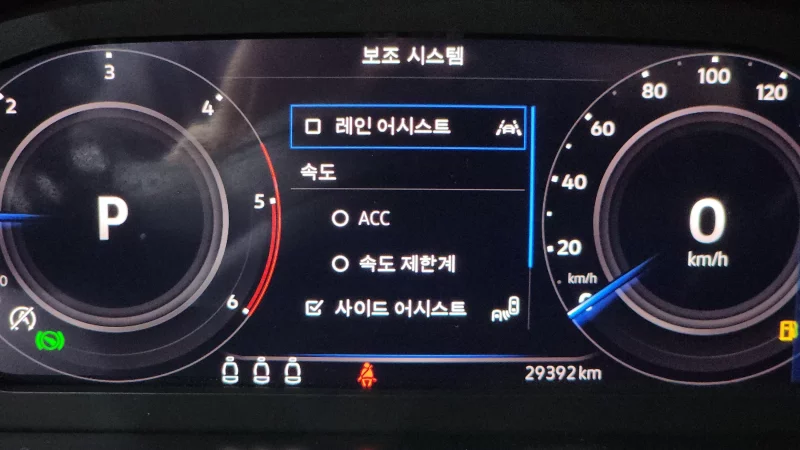 보조 시스템
레인 어시스트
속도
ACC
속도 제한계
사이드 어시스트
2
3
4
5
6
P
0
20
40
60
80
100
120
km/h
0
km/h
29392 km